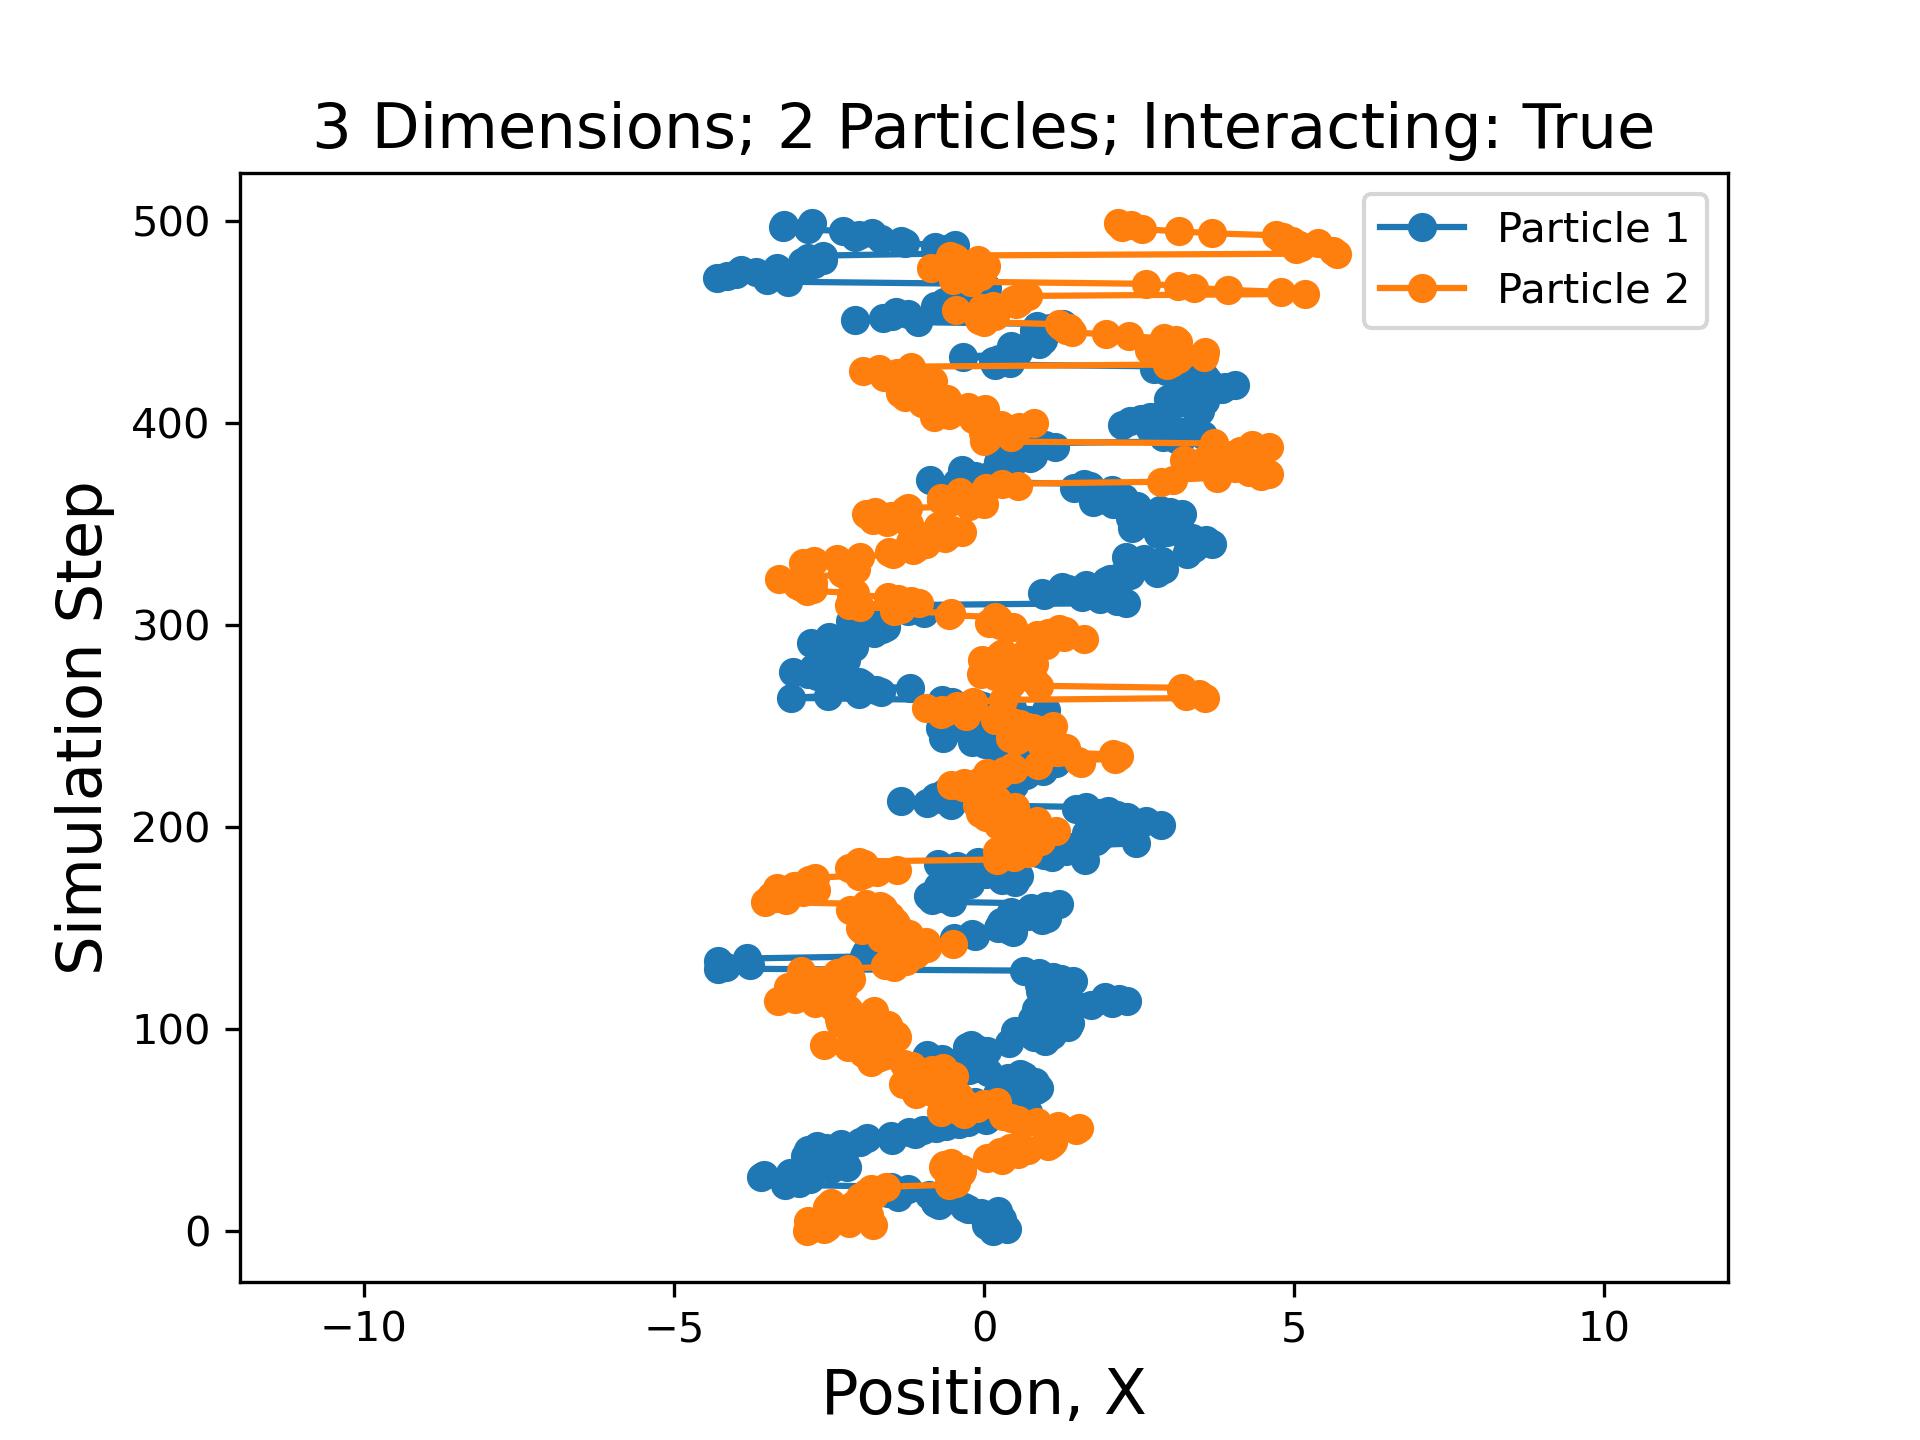 3 Dimensions; 2 Particles; Interacting: True
Particle 1
Particle 2
Simulation Step
500
400
300
200
100
0
−10
−5
0
5
10
Position, X